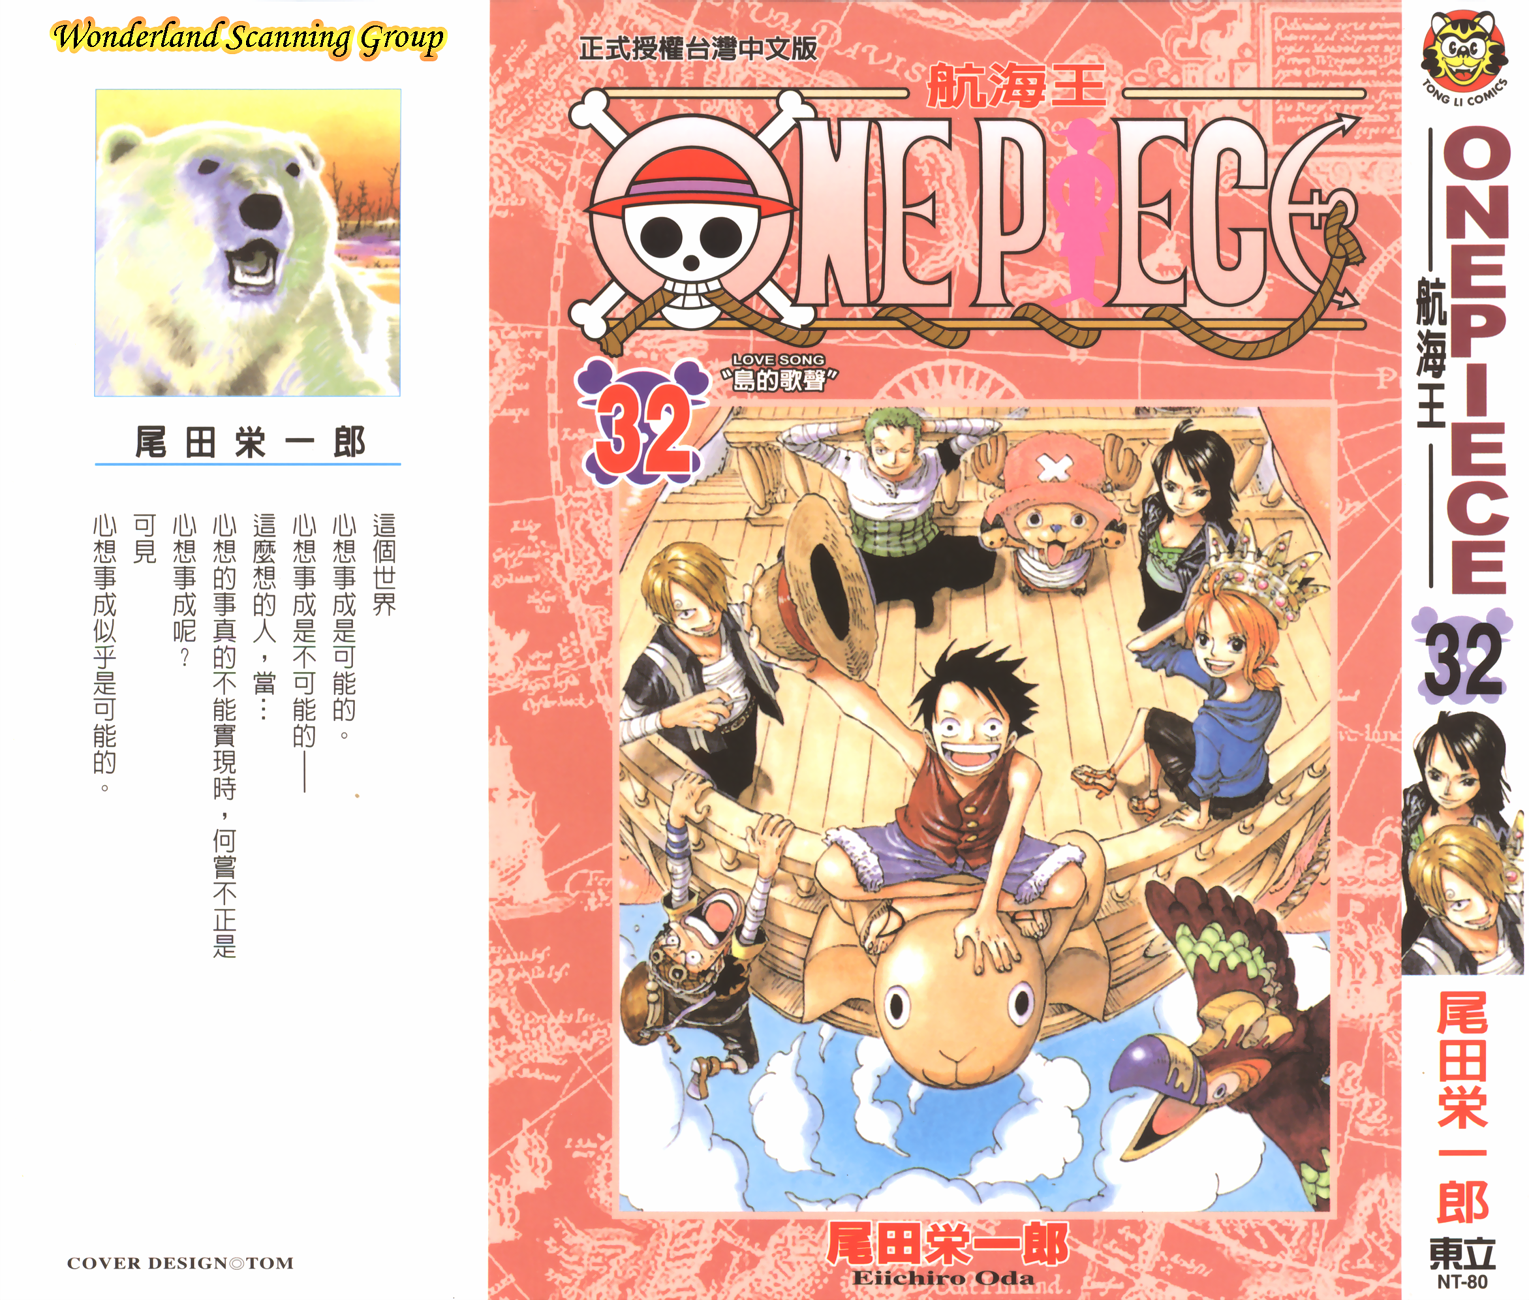 Wonderland Scanning Group
尾田栄一郎
這個世界
心想事成是可能的。
心想事成是不可能的——
這麼想的人，當…
心想的事真的不能實現時，何嘗不正是
心想事成呢？
可見
心想事成似乎是可能的。
COVER DESIGN◎TOM
正式授權台灣中文版
航海王
ONE PIECE
LOVE SONG
"島的歌聲"
32
尾田栄一郎
Eiichiro Oda
TONG LI COMICS
ONE PIECE
航海王
32
尾田栄一郎
東立
NT-80